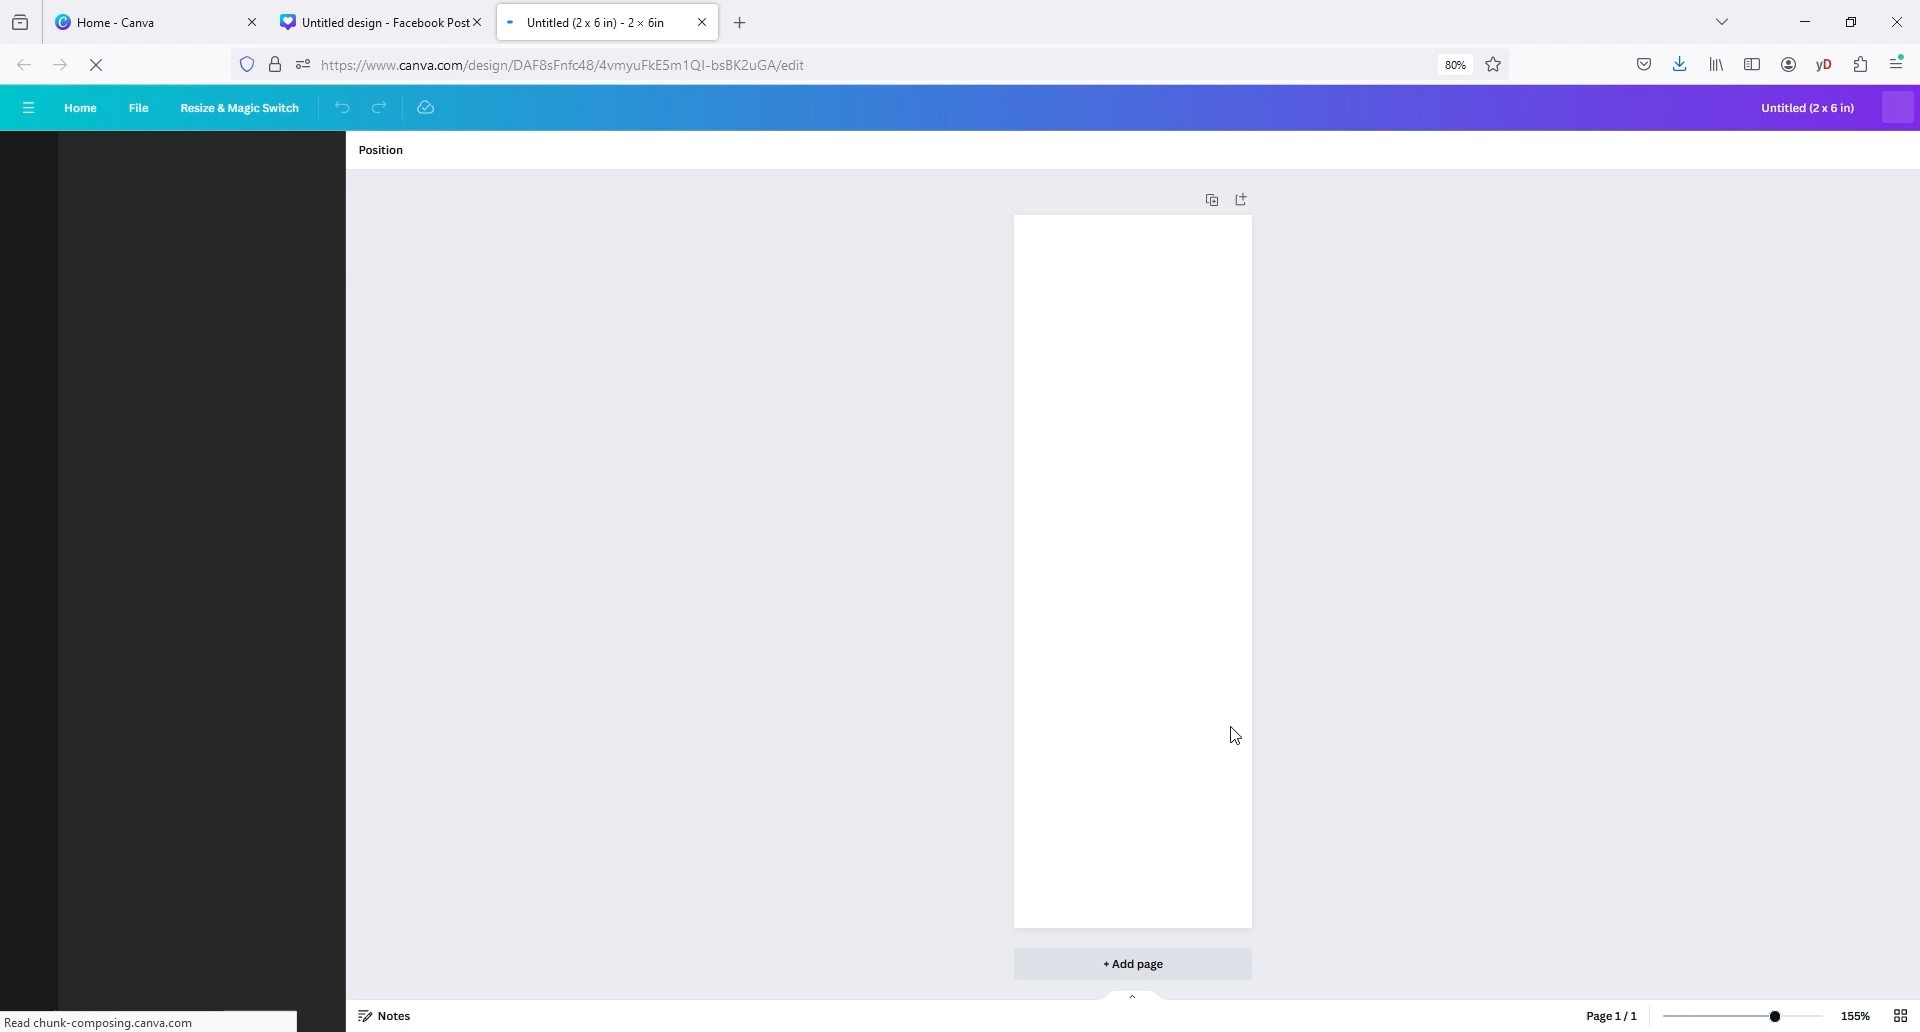 Home - Canva
Untitled design - Facebook Post
Untitled (2 x 6 in) - 2 × 6in
https://www.canva.com/design/DAF8sFnfc48/4vmyuFkE5m1QI-bsBK2uGA/edit
80%
yD
Home
File
Resize & Magic Switch
Untitled (2 x 6 in)
Position
+ Add page
Notes
Page 1 / 1
155%
Read chunk-composing.canva.com